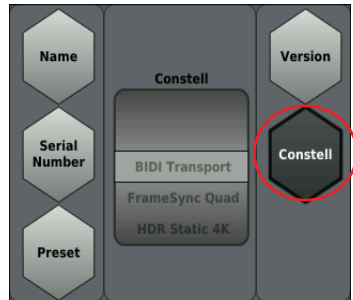 Name
Serial
Number
Preset
Constell
BIDI Transport
FrameSync Quad
HDR Static 4K
Version
Constell